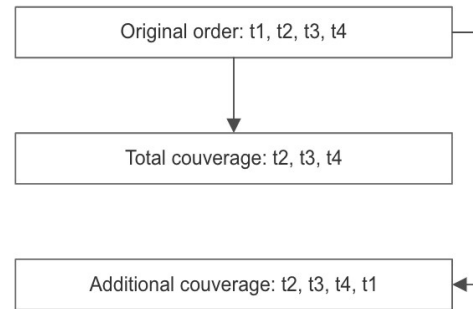 Original order: t1, t2, t3, t4
Total couverage: t2, t3, t4
Additional couverage: t2, t3, t4, t1